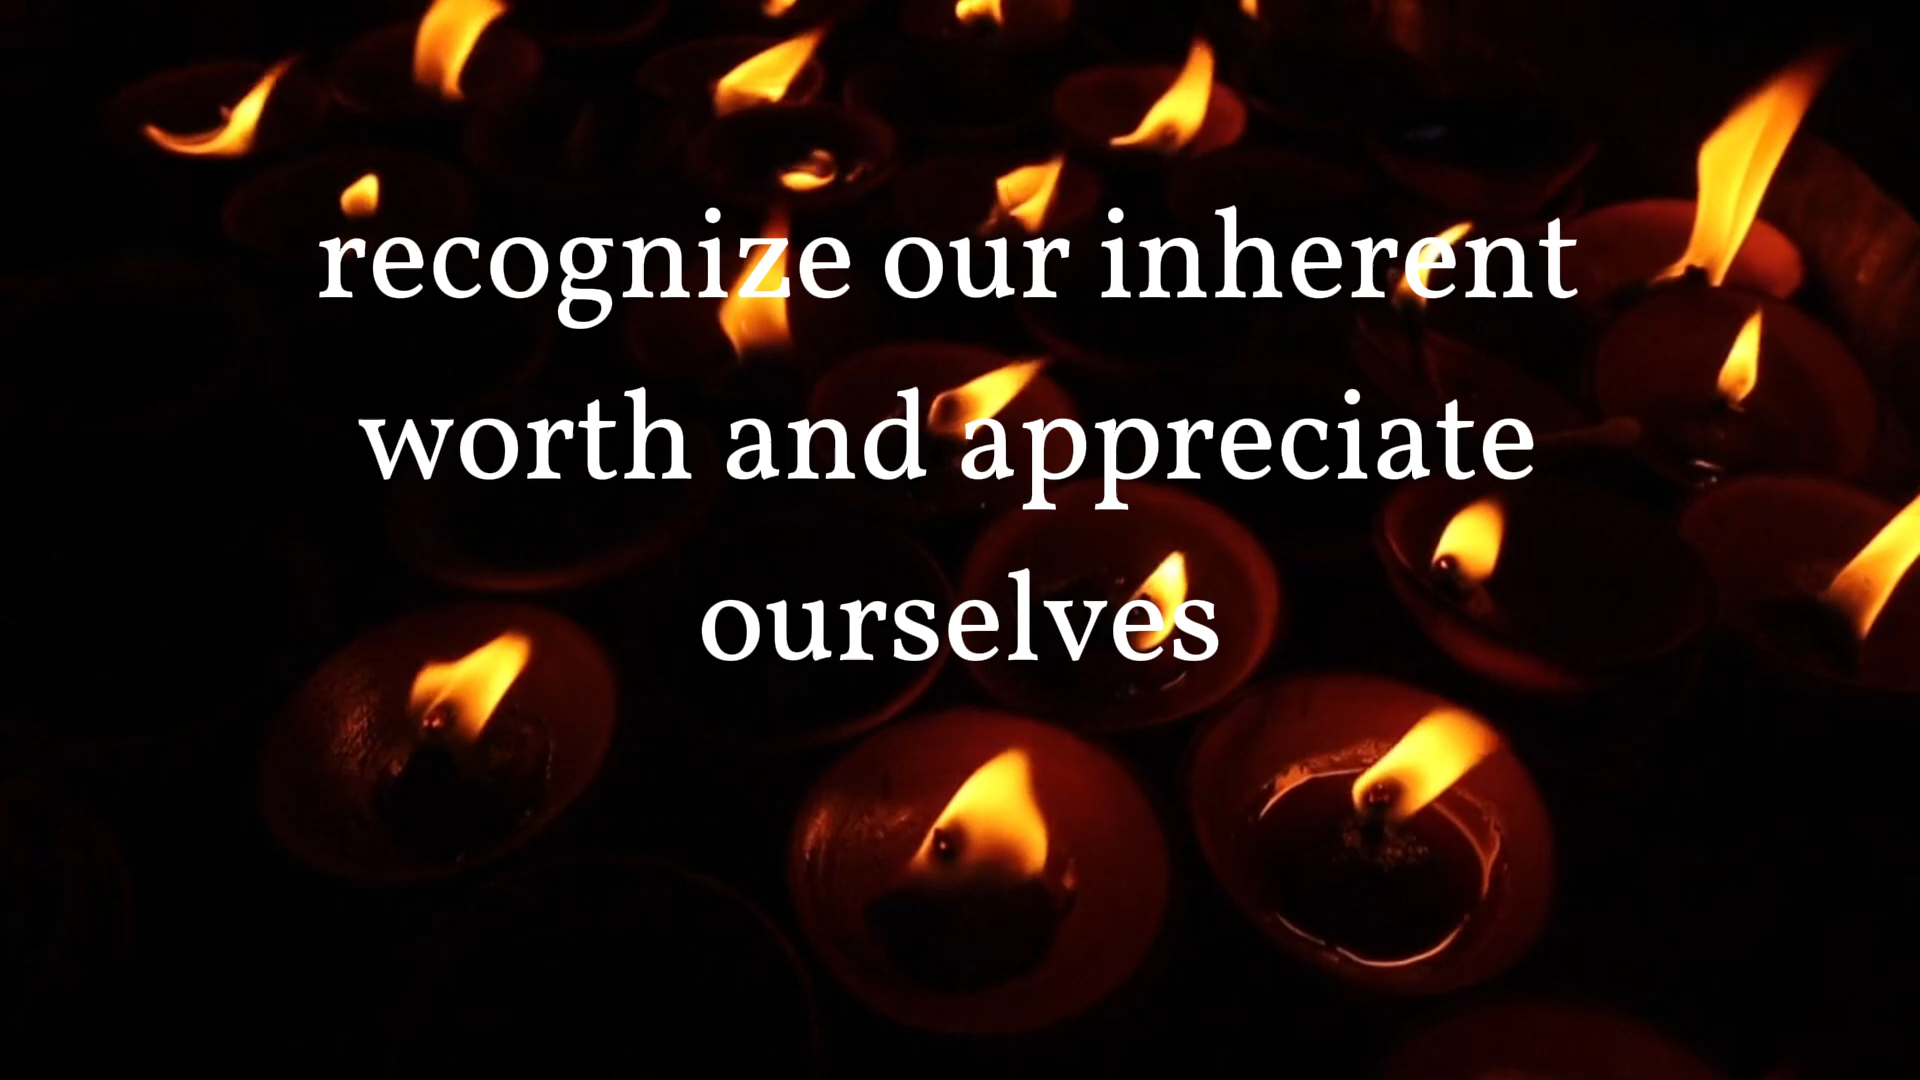 recognize our inherent
worth and appreciate
ourselves